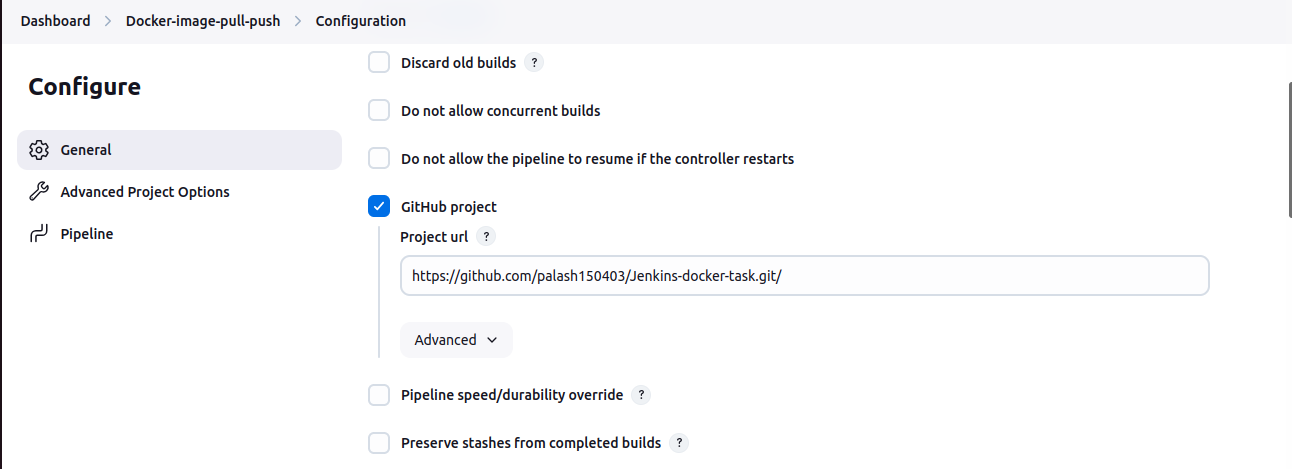 Dashboard > Docker-image-pull-push > Configuration
Configure
General
Advanced Project Options
Pipeline
Discard old builds ?
Do not allow concurrent builds
Do not allow the pipeline to resume if the controller restarts
GitHub project
Project url ?
https://github.com/palash150403/Jenkins-docker-task.git/
Advanced
Pipeline speed/durability override ?
Preserve stashes from completed builds ?